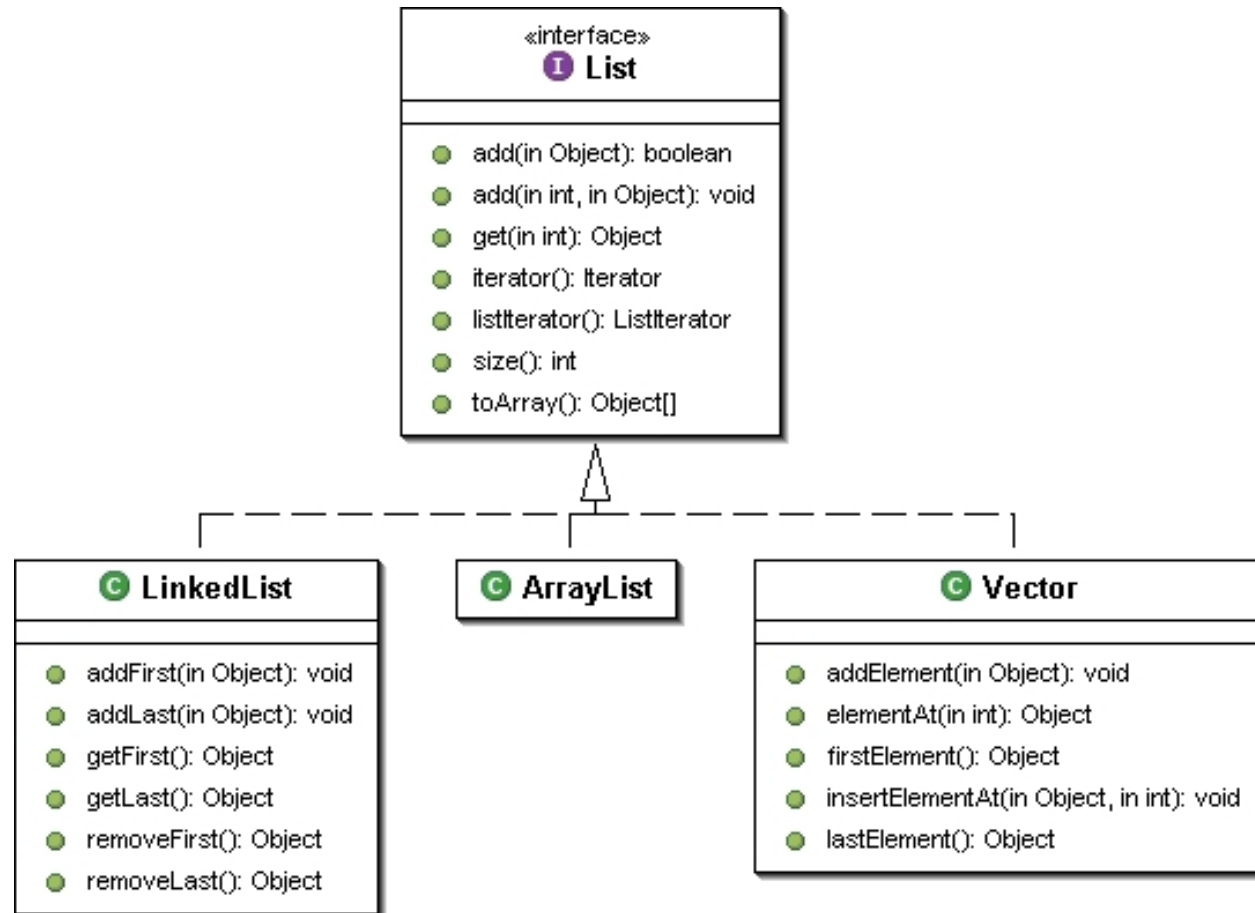 «interface»
I List
add(in Object): boolean
add(in int, in Object): void
get(in int): Object
iterator(): Iterator
listIterator(): ListIterator
size(): int
toArray(): Object[]
C LinkedList
addFirst(in Object): void
addLast(in Object): void
getFirst(): Object
getLast(): Object
removeFirst(): Object
removeLast(): Object
C ArrayList
C Vector
addElement(in Object): void
elementAt(in int): Object
firstElement(): Object
insertElementAt(in Object, in int): void
lastElement(): Object